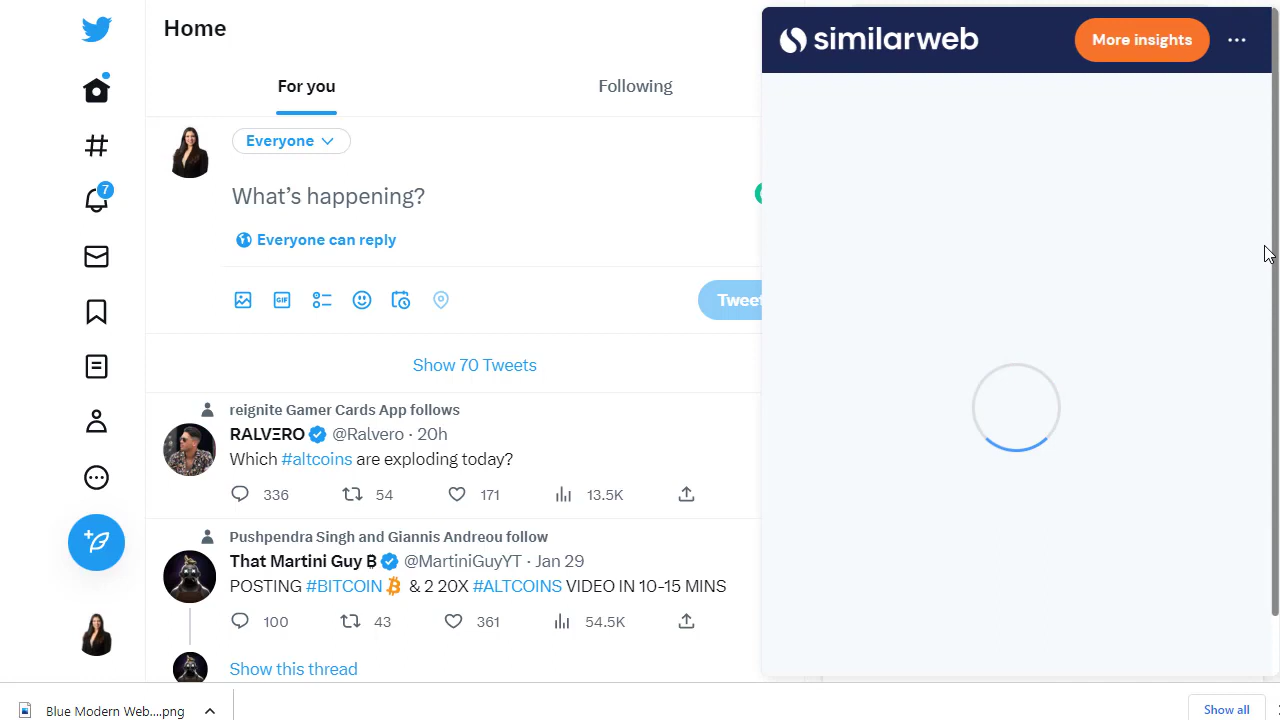 Home
similarweb
More insights
For you
Following
Everyone
What's happening?
Everyone can reply
GIF
Tweet
7
Show 70 Tweets
reignite Gamer Cards App follows
RALVΞRO @Ralvero · 20h
Which #altcoins are exploding today?
336 54 171 13.5K
Pushpendra Singh and Giannis Andreou follow
That Martini Guy ₿ @MartiniGuyYT · Jan 29
POSTING #BITCOIN & 2 20X #ALTCOINS VIDEO IN 10-15 MINS
100 43 361 54.5K
Show this thread
Blue Modern Web....png
Show all